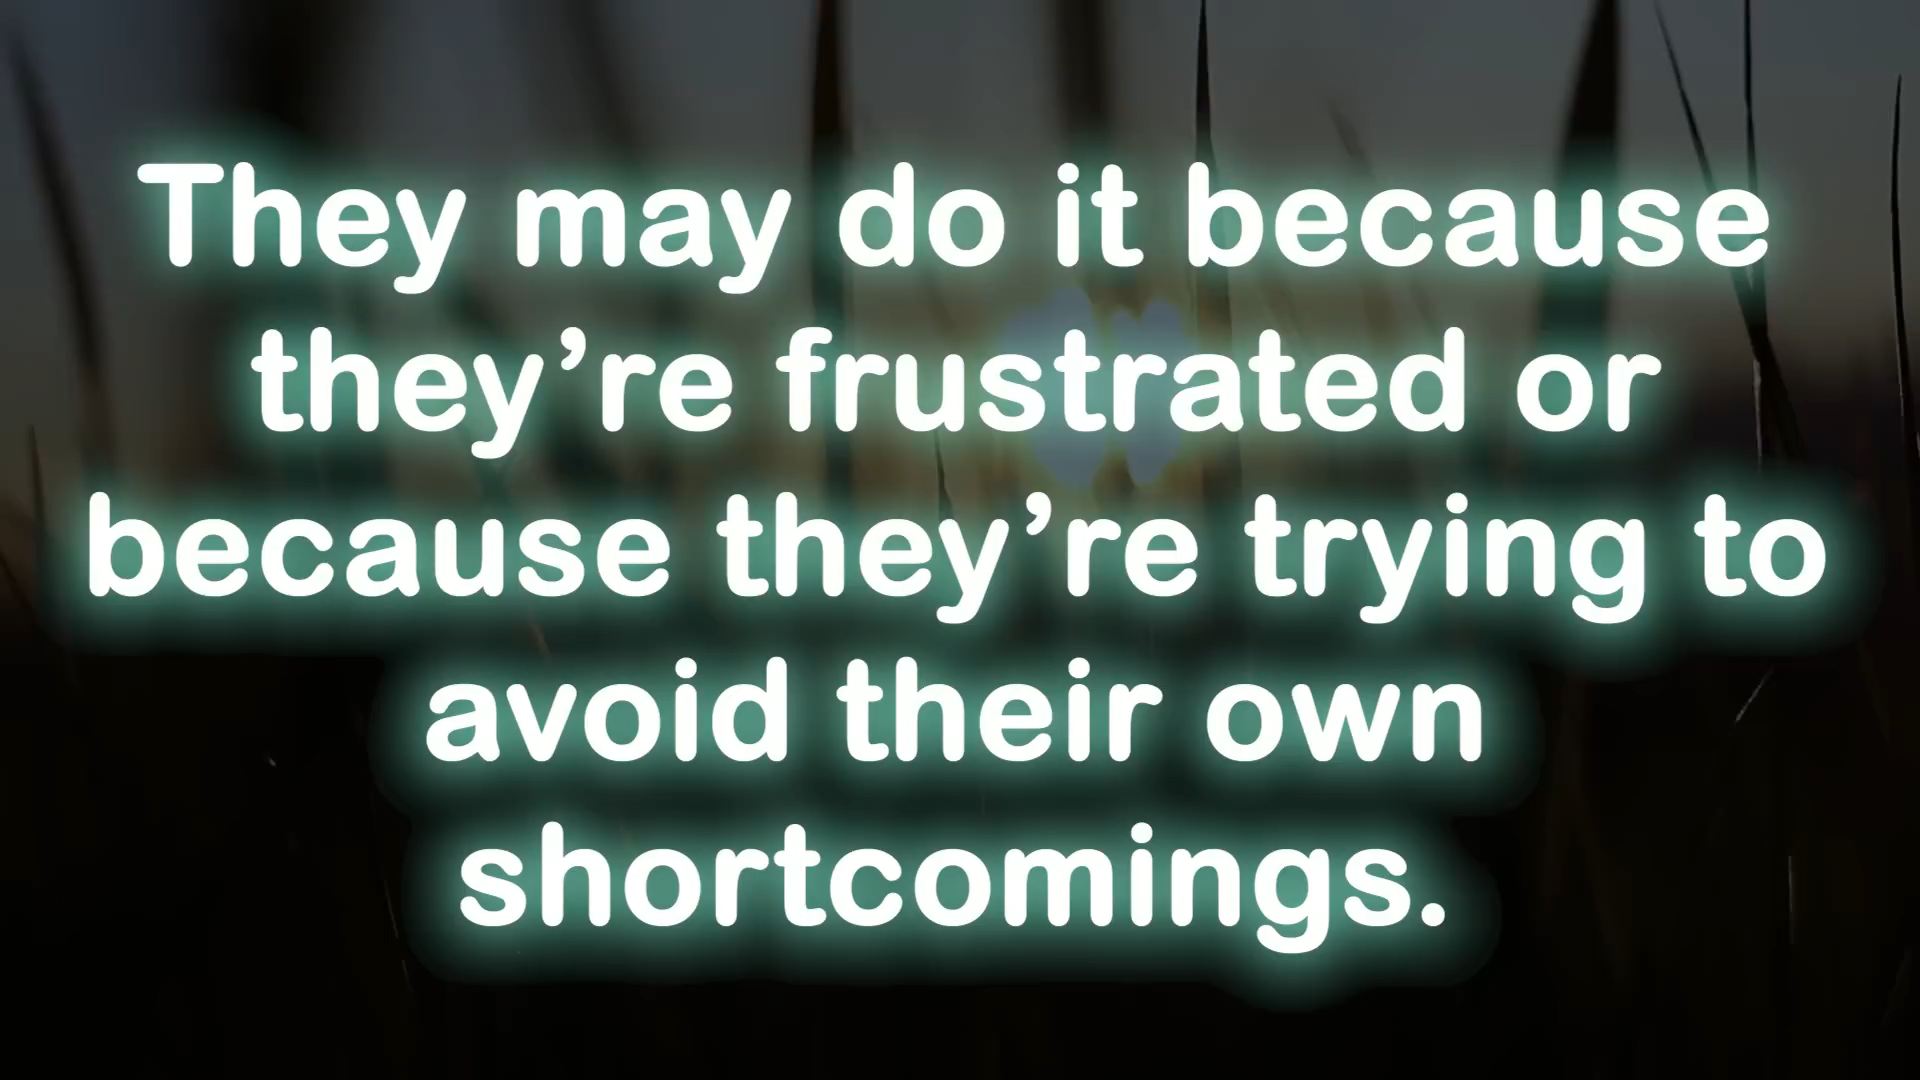 They may do it because
they’re frustrated or
because they’re trying to
avoid their own
shortcomings.